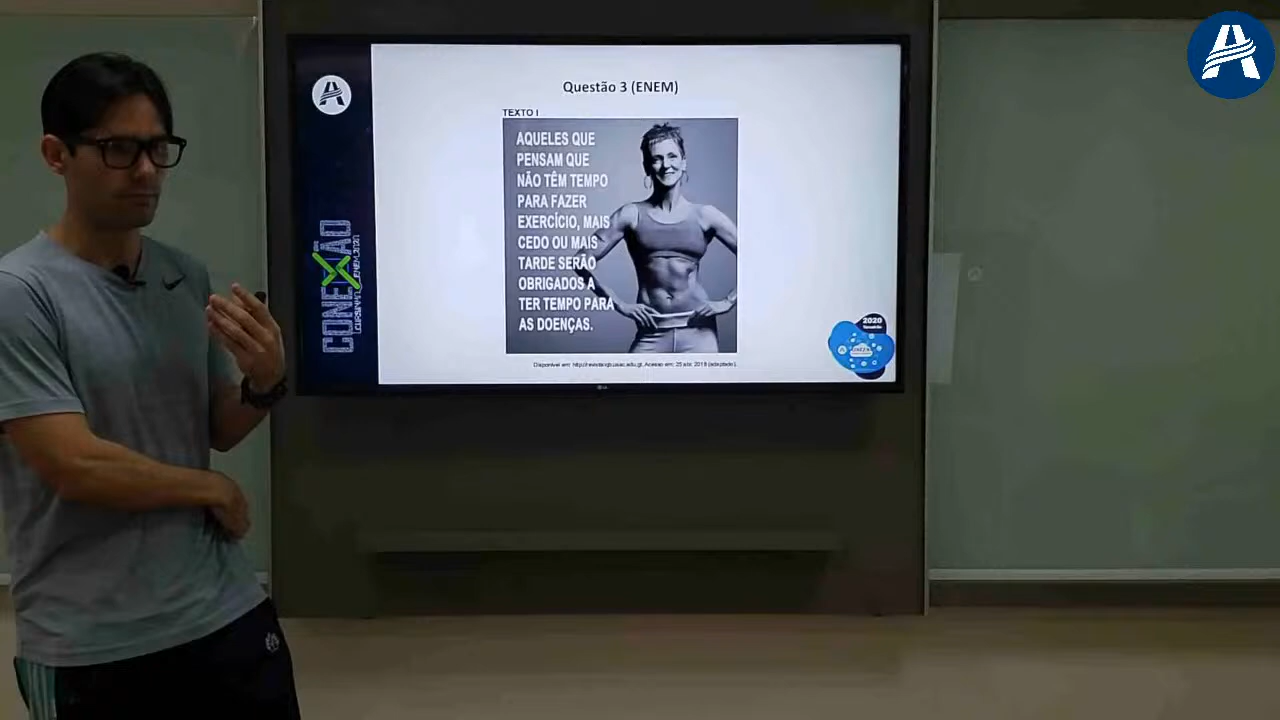 Questão 3 (ENEM)
TEXTO I
AQUELES QUE
PENSAM QUE
NÃO TÊM TEMPO
PARA FAZER
EXERCÍCIO, MAIS
CEDO OU MAIS
TARDE SERÃO
OBRIGADOS A
TER TEMPO PARA
AS DOENÇAS.
CONEXÃO
2020
LG